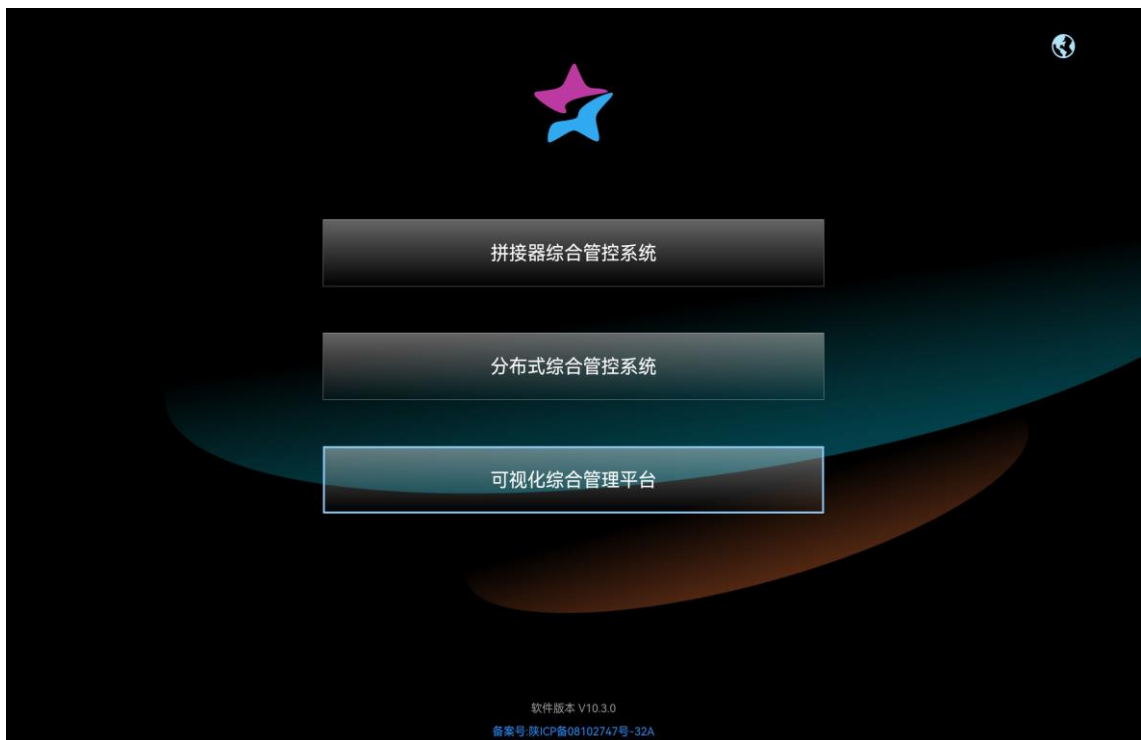 拼接器综合管控系统
分布式综合管控系统
可视化综合管理平台
软件版本 V10.3.0
备案号:陕ICP备08102747号-32A